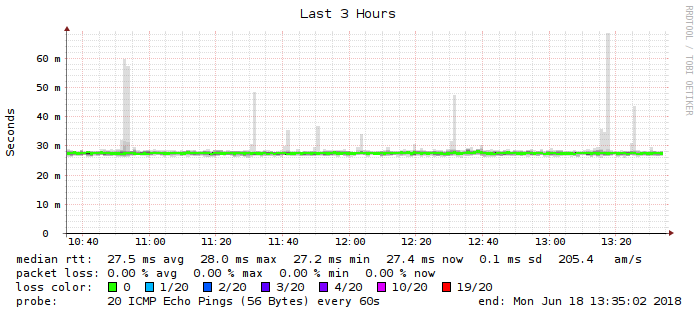 Last 3 Hours
RRDTOOL / TOBI OETIKER
Seconds
60 m
50 m
40 m
30 m
20 m
10 m
0
10:40 11:00 11:20 11:40 12:00 12:20 12:40 13:00 13:20
median rtt: 27.5 ms avg 28.0 ms max 27.2 ms min 27.4 ms now 0.1 ms sd 205.4 am/s
packet loss: 0.00 % avg 0.00 % max 0.00 % min 0.00 % now
loss color: 0 1/20 2/20 3/20 4/20 10/20 19/20
probe: 20 ICMP Echo Pings (56 Bytes) every 60s end: Mon Jun 18 13:35:02 2018